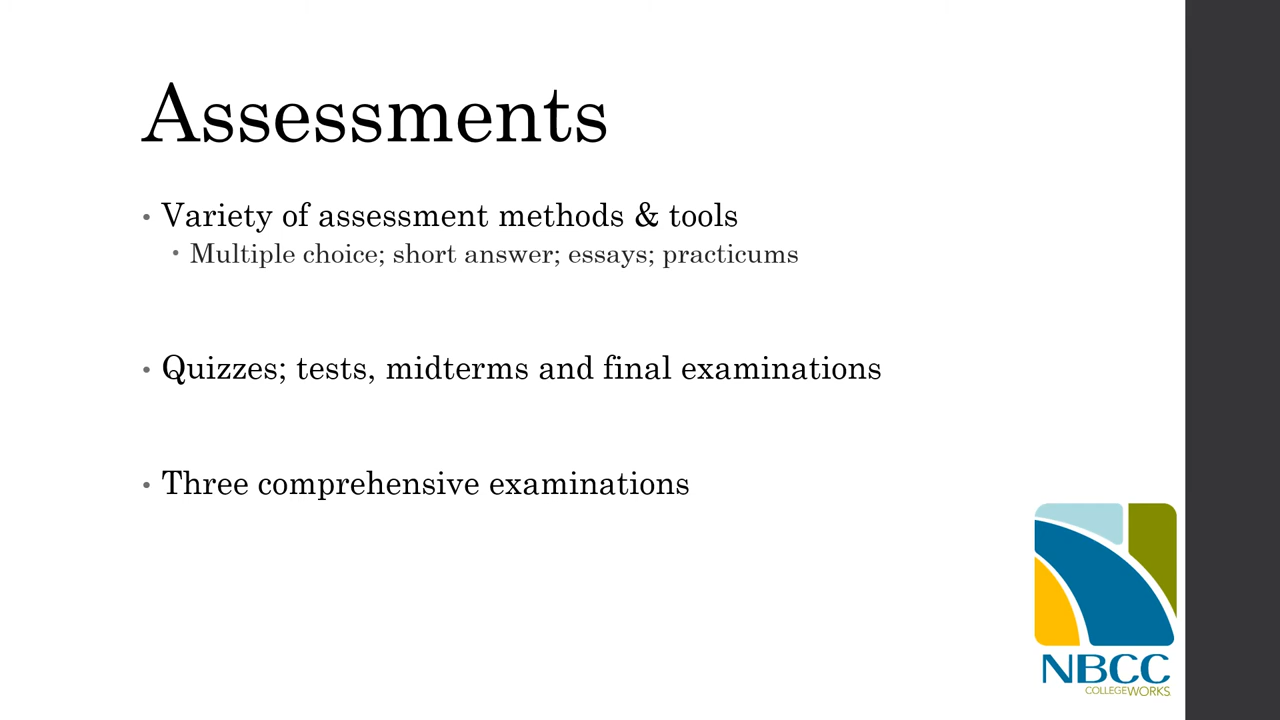 Assessments
• Variety of assessment methods & tools
• Multiple choice; short answer; essays; practicums
• Quizzes; tests, midterms and final examinations
• Three comprehensive examinations
NBCC
COLLEGEWORKS